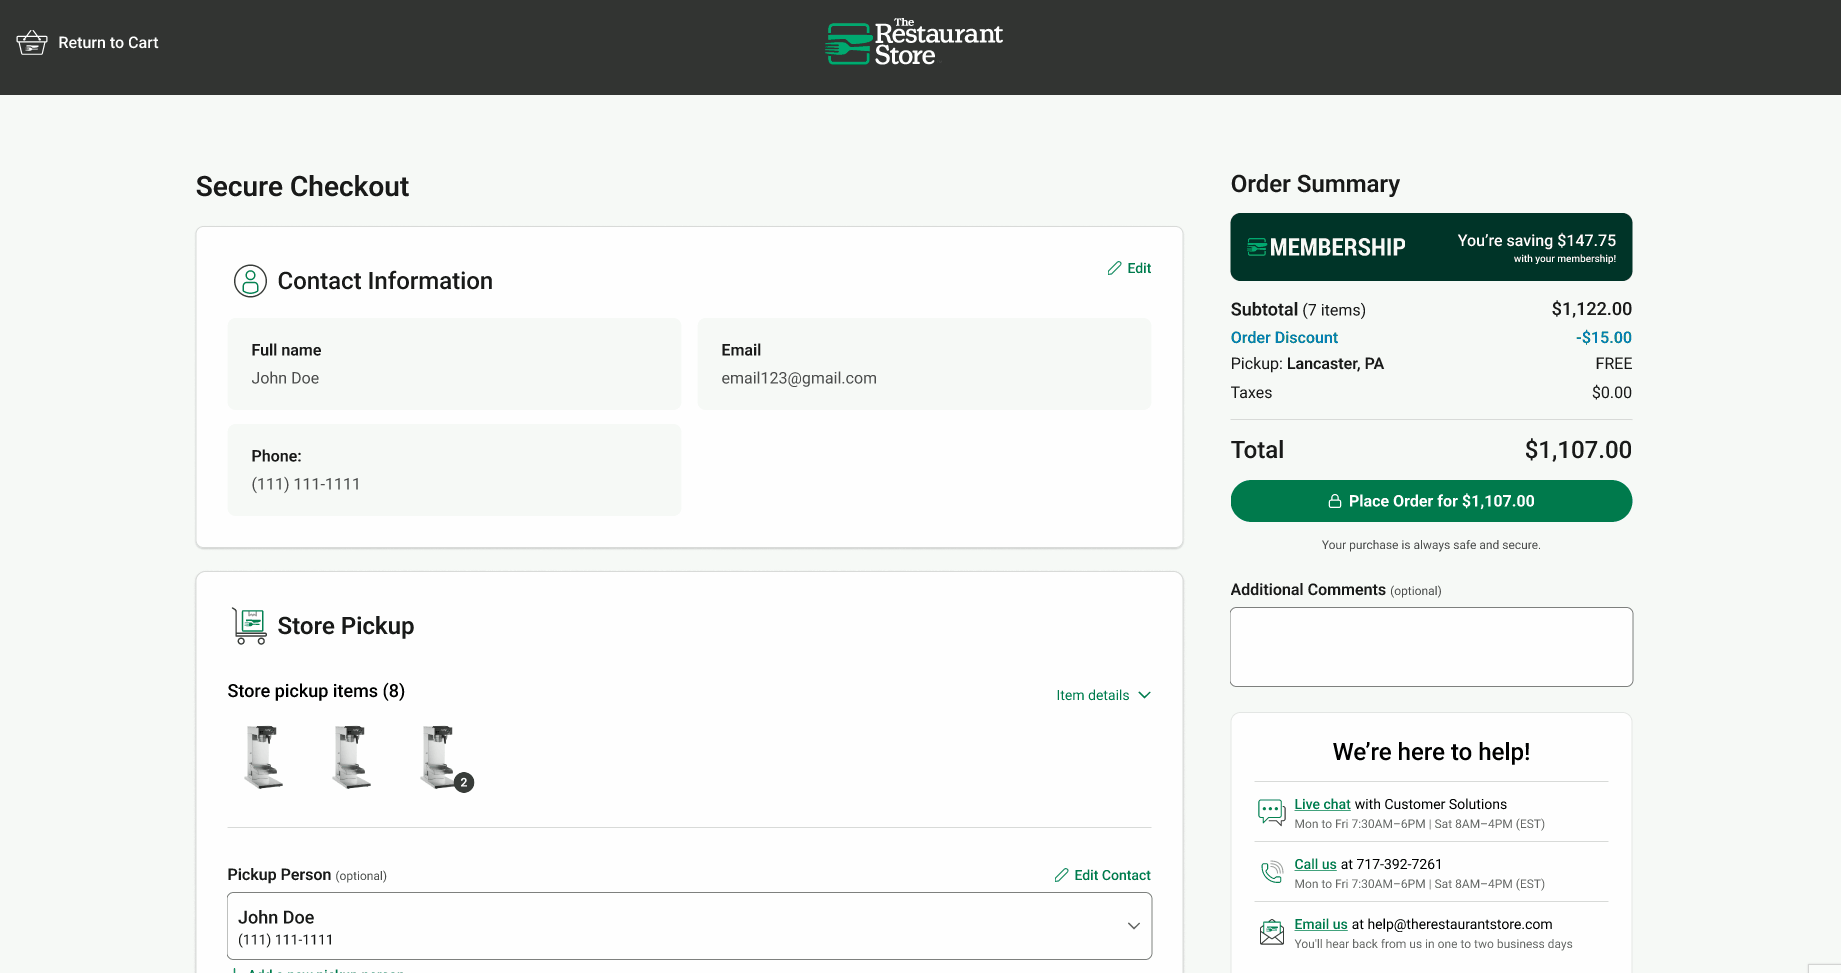 Return to Cart
The
Restaurant
Store
Secure Checkout
Contact Information
Edit
Full name
John Doe
Email
email123@gmail.com
Phone:
(111) 111-1111
Store Pickup
Store pickup items (8)
Item details
2
Pickup Person (optional)
Edit Contact
John Doe
(111) 111-1111
Add a new pickup person
Order Summary
MEMBERSHIP
You’re saving $147.75
with your membership!
Subtotal (7 items) $1,122.00
Order Discount -$15.00
Pickup: Lancaster, PA FREE
Taxes $0.00
Total $1,107.00
Place Order for $1,107.00
Your purchase is always safe and secure.
Additional Comments (optional)
We’re here to help!
Live chat with Customer Solutions
Mon to Fri 7:30AM–6PM | Sat 8AM–4PM (EST)
Call us at 717-392-7261
Mon to Fri 7:30AM–6PM | Sat 8AM–4PM (EST)
Email us at help@therestaurantstore.com
You'll hear back from us in one to two business days